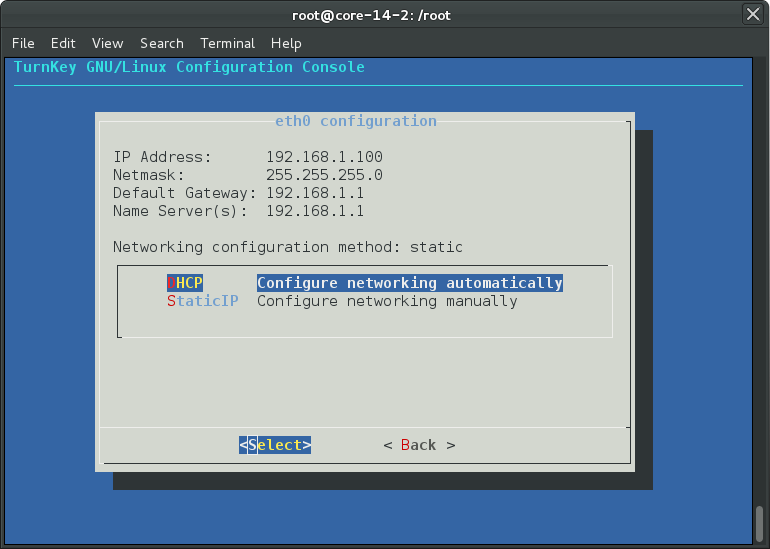 root@core-14-2: /root
File Edit View Search Terminal Help
TurnKey GNU/Linux Configuration Console
eth0 configuration
IP Address: 192.168.1.100
Netmask: 255.255.255.0
Default Gateway: 192.168.1.1
Name Server(s): 192.168.1.1
Networking configuration method: static
DHCP Configure networking automatically
StaticIP Configure networking manually
<Select> < Back >